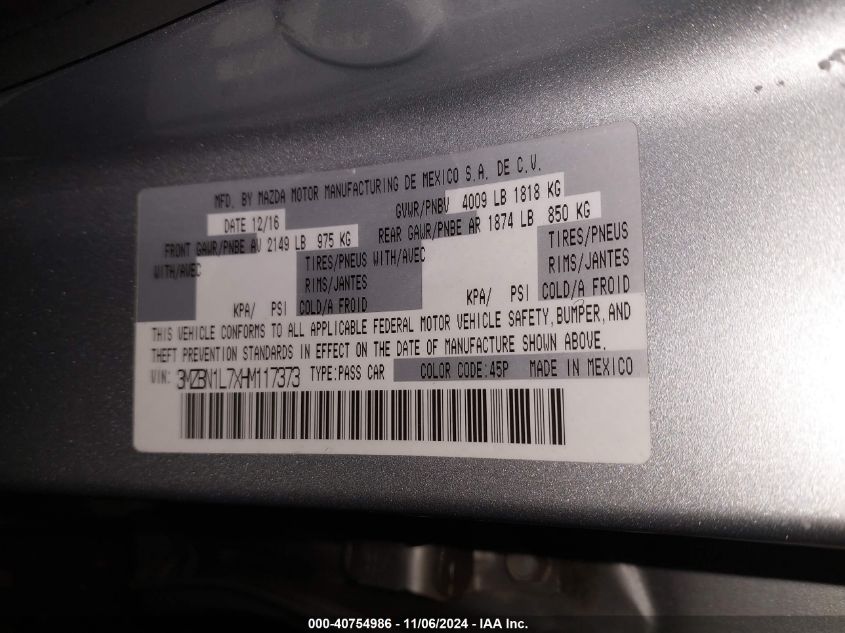 MFD. BY MAZDA MOTOR MANUFACTURING DE MEXICO S.A. DE C.V.
DATE 12/16 GVWR/PNBV 4009 LB 1818 KG
FRONT GAWR/PNBE AV 2149 LB 975 KG REAR GAWR/PNBE AR 1874 LB 850 KG
WITH/AVEC TIRES/PNEUS WITH/AVEC TIRES/PNEUS
RIMS/JANTES RIMS/JANTES
KPA/ PSI COLD/A FROID KPA/ PSI COLD/A FROID
THIS VEHICLE CONFORMS TO ALL APPLICABLE FEDERAL MOTOR VEHICLE SAFETY, BUMPER, AND
THEFT PREVENTION STANDARDS IN EFFECT ON THE DATE OF MANUFACTURE SHOWN ABOVE.
VIN: 3MZBN1L7XHM117373 TYPE:PASS CAR COLOR CODE:45P MADE IN MEXICO
000-40754986 - 11/06/2024 - IAA Inc.